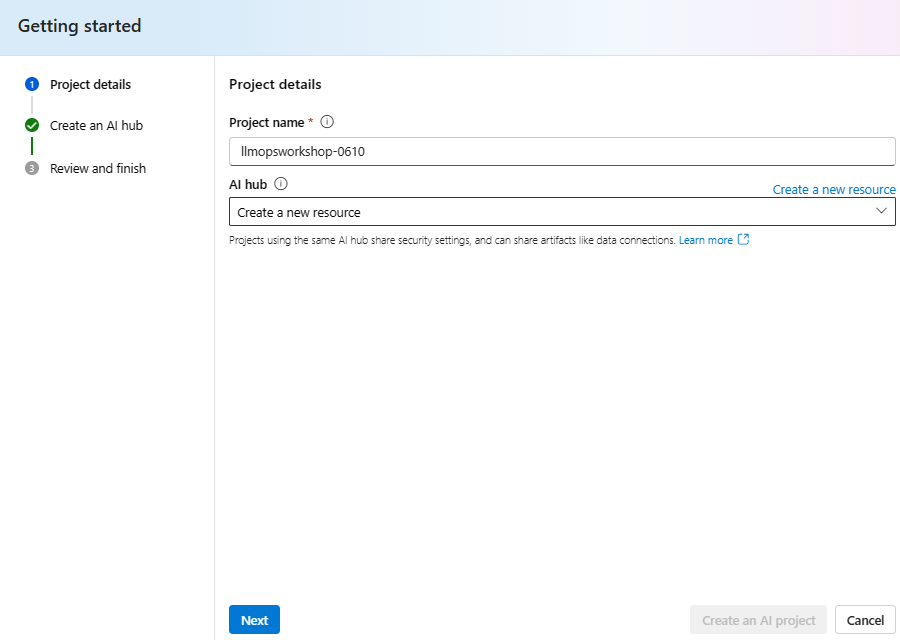 Getting started
1 Project details
Create an AI hub
3 Review and finish
Project details
Project name *
llmopsworkshop-0610
AI hub
Create a new resource
Create a new resource
Projects using the same AI hub share security settings, and can share artifacts like data connections. Learn more
Next
Create an AI project
Cancel